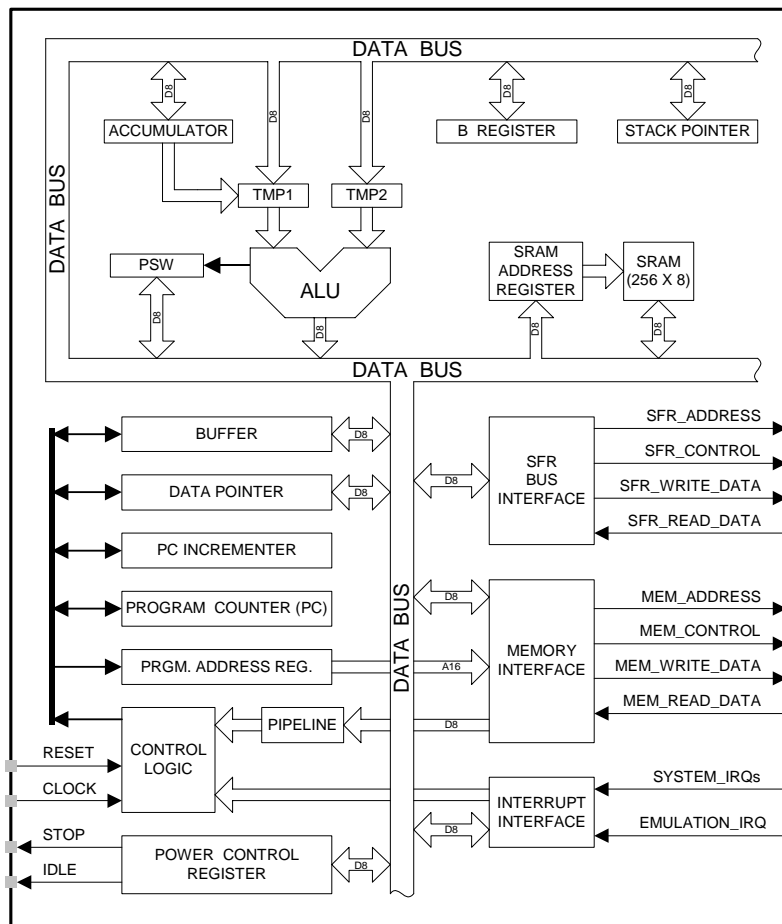 DATA BUS
D8
D8
D8
D8
D8
ACCUMULATOR
B REGISTER
STACK POINTER
DATA BUS
TMP1
TMP2
PSW
ALU
SRAM
ADDRESS
REGISTER
SRAM
(256 X 8)
D8
D8
D8
D8
DATA BUS
BUFFER
D8
DATA POINTER
D8
PC INCREMENTER
PROGRAM COUNTER (PC)
PRGM. ADDRESS REG.
A16
DATA BUS
D8
SFR
BUS
INTERFACE
SFR_ADDRESS
SFR_CONTROL
SFR_WRITE_DATA
SFR_READ_DATA
D8
MEMORY
INTERFACE
MEM_ADDRESS
MEM_CONTROL
MEM_WRITE_DATA
MEM_READ_DATA
RESET
CLOCK
CONTROL
LOGIC
PIPELINE
D8
INTERRUPT
INTERFACE
SYSTEM_IRQs
EMULATION_IRQ
D8
STOP
IDLE
POWER CONTROL
REGISTER
D8